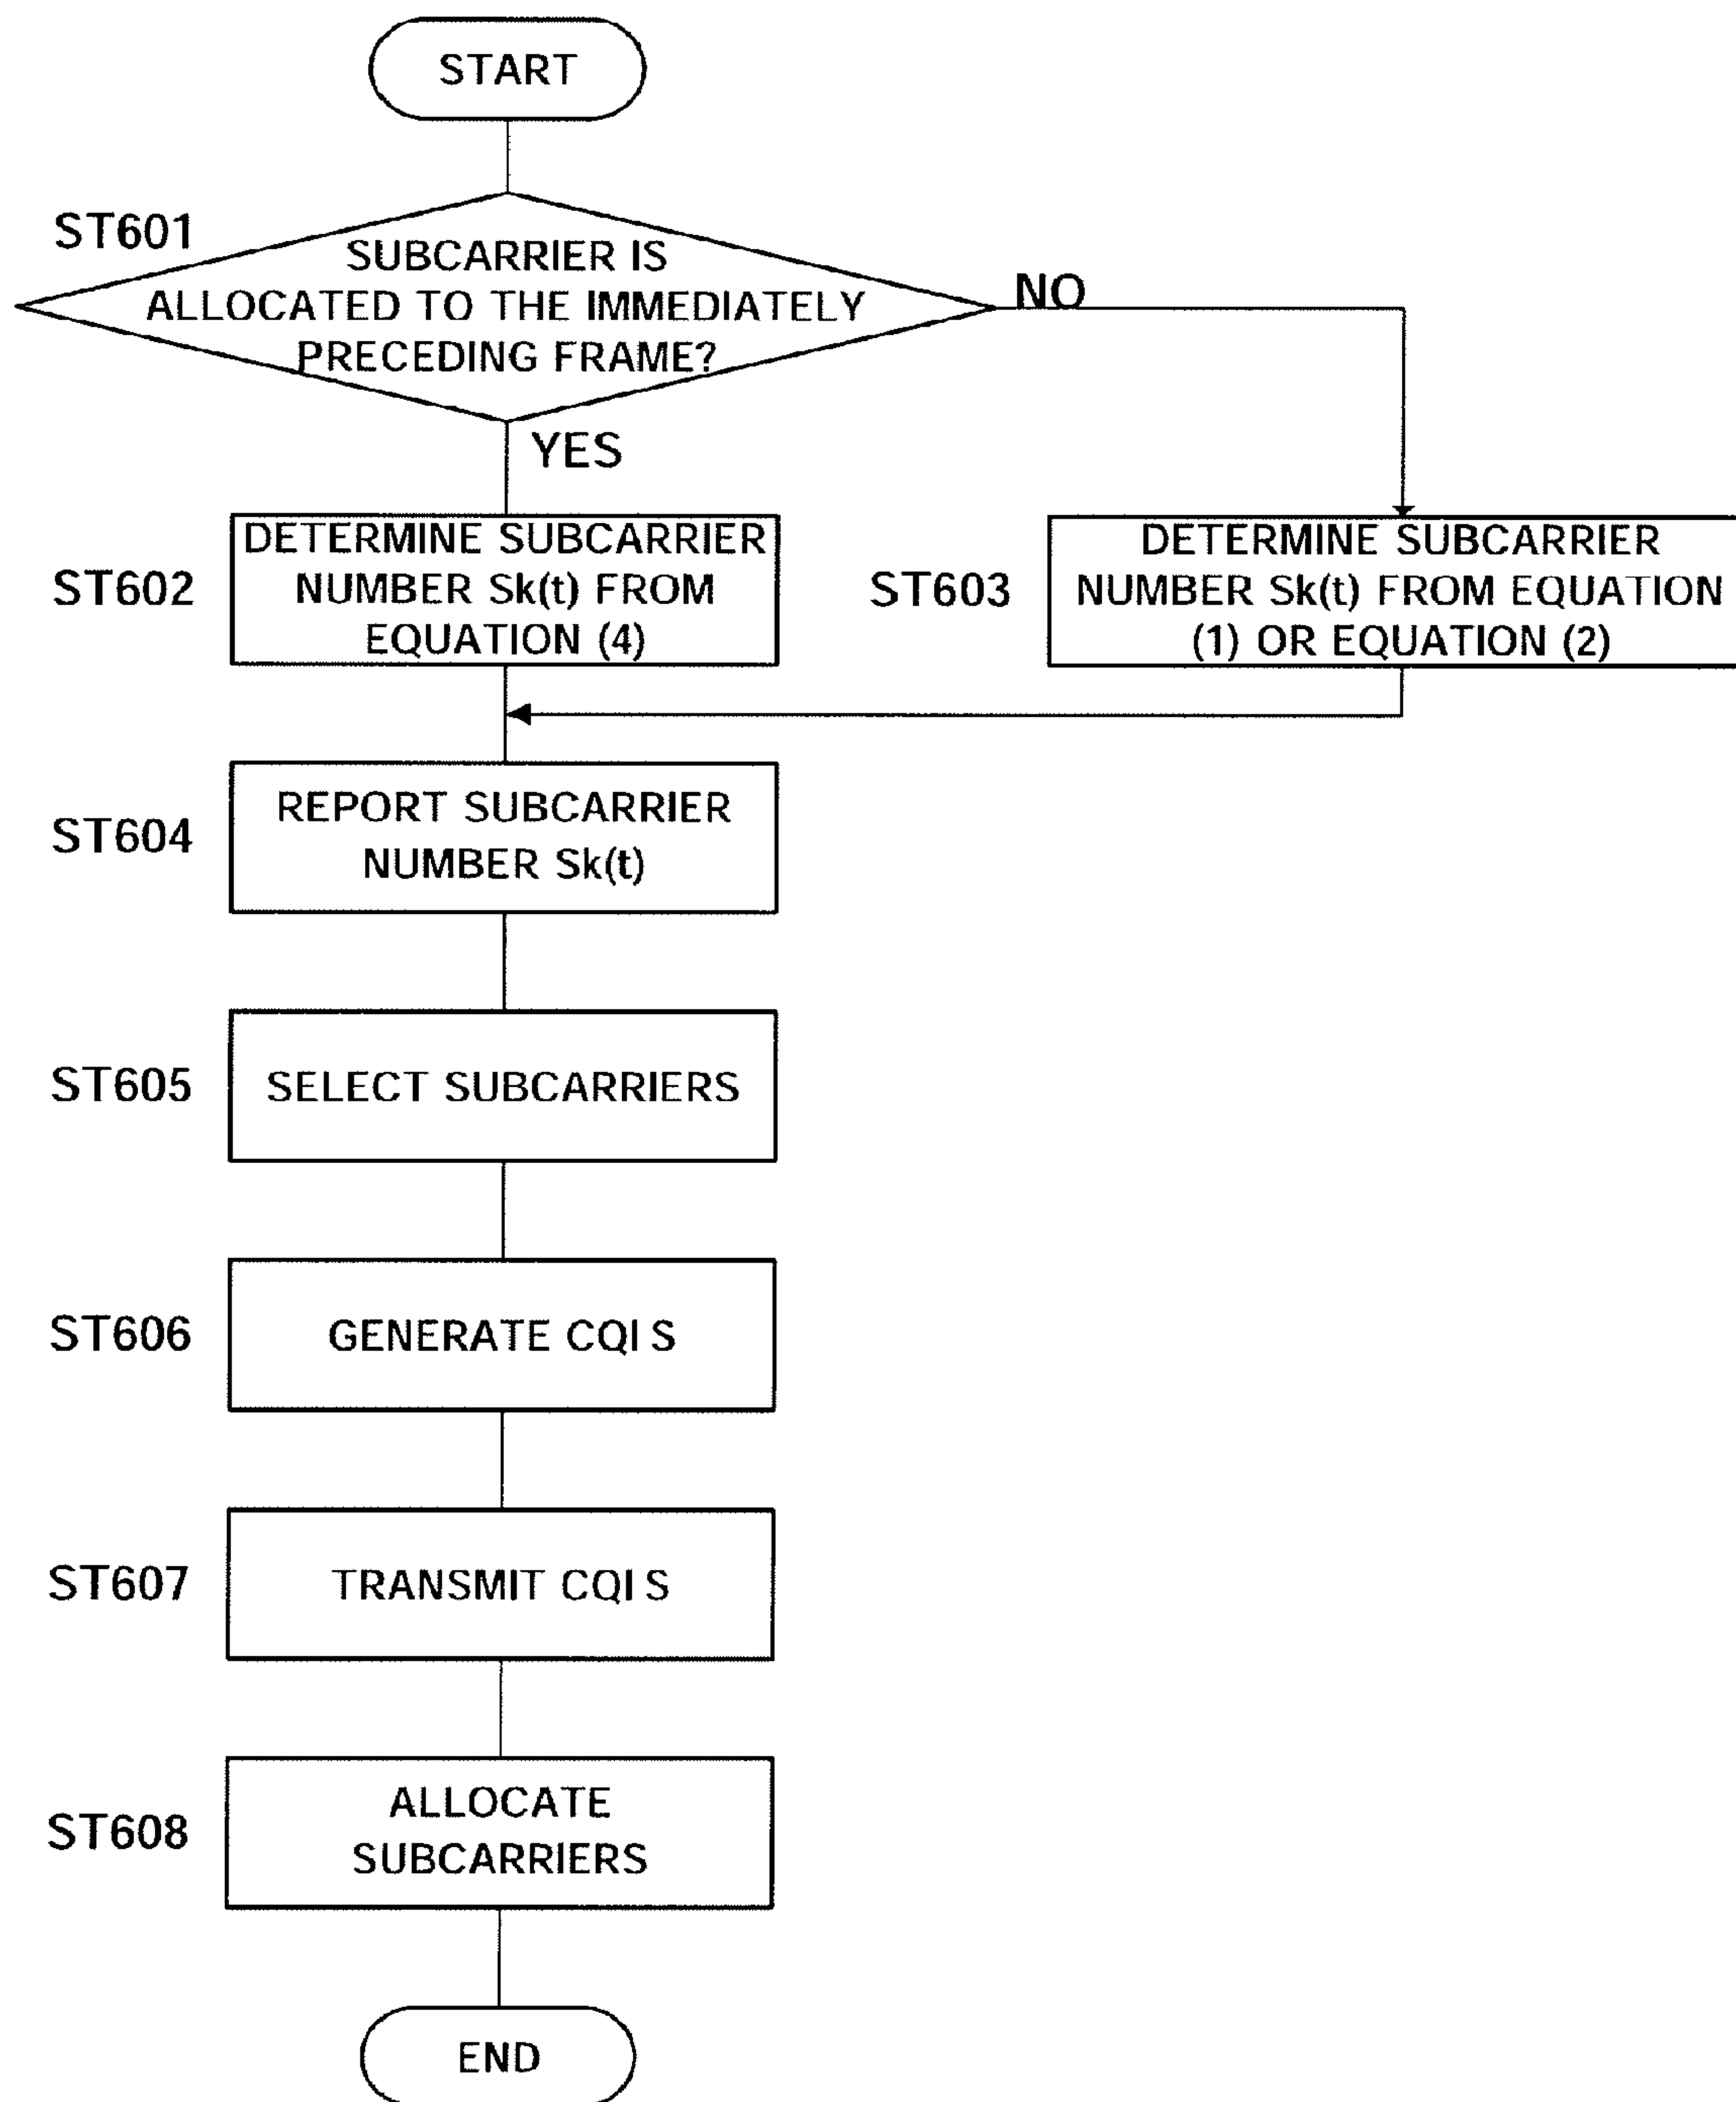 START
ST601
SUBCARRIER IS
ALLOCATED TO THE IMMEDIATELY
PRECEDING FRAME?
NO
YES
ST602
DETERMINE SUBCARRIER
NUMBER Sk(t) FROM
EQUATION (4)
ST603
DETERMINE SUBCARRIER
NUMBER Sk(t) FROM EQUATION
(1) OR EQUATION (2)
ST604
REPORT SUBCARRIER
NUMBER Sk(t)
ST605
SELECT SUBCARRIERS
ST606
GENERATE CQI S
ST607
TRANSMIT CQI S
ST608
ALLOCATE
SUBCARRIERS
END